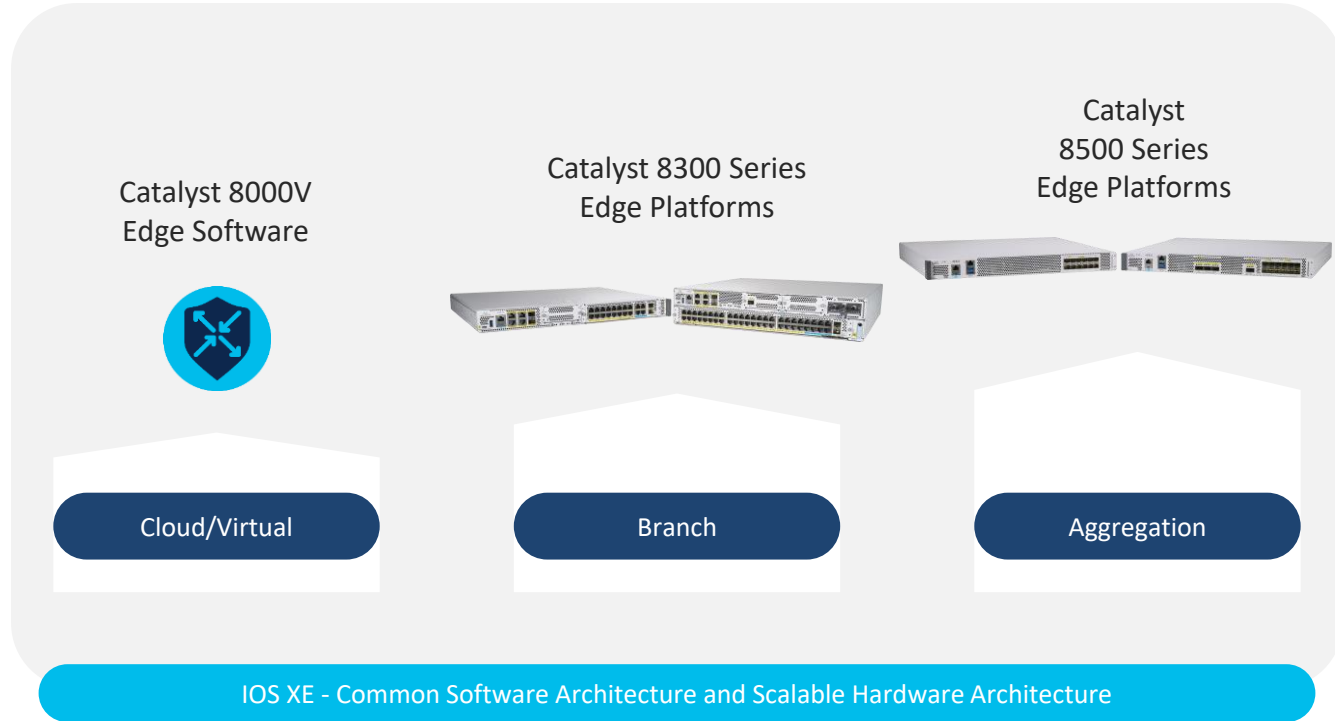 Catalyst 8000V
Edge Software
Catalyst 8300 Series
Edge Platforms
Catalyst
8500 Series
Edge Platforms
Cloud/Virtual
Branch
Aggregation
IOS XE - Common Software Architecture and Scalable Hardware Architecture